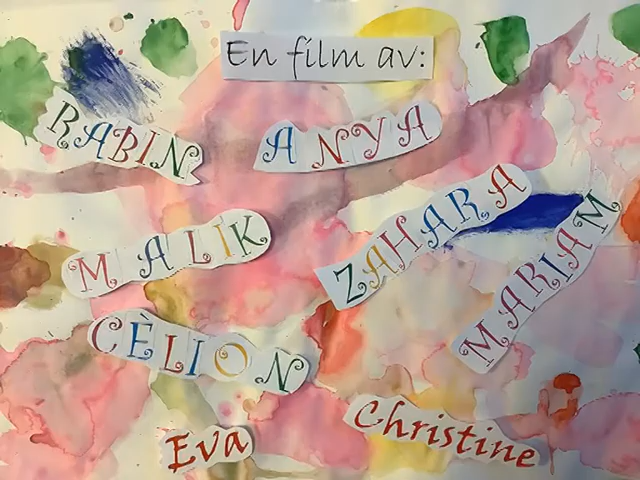 En film av:
RABIN
ANYA
MALIK
ZAHARA
MARIAM
CÈLION
Christine
Eva